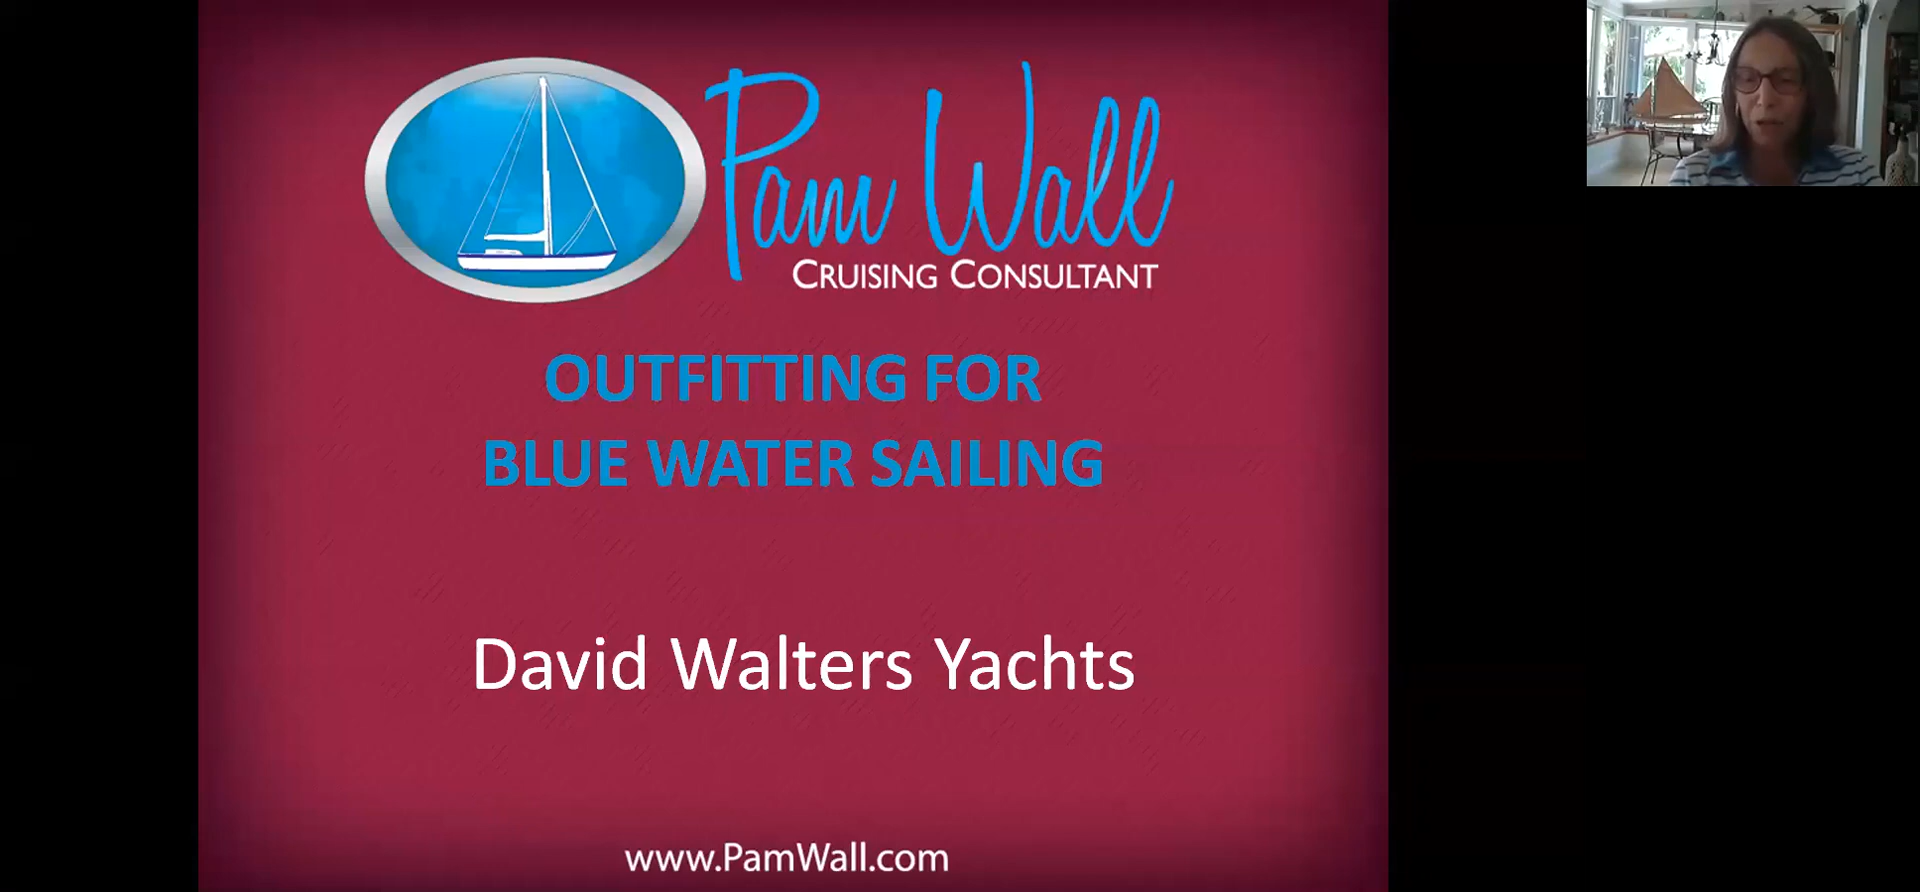 Pam Wall
CRUISING CONSULTANT
OUTFITTING FOR
BLUE WATER SAILING
David Walters Yachts
www.PamWall.com